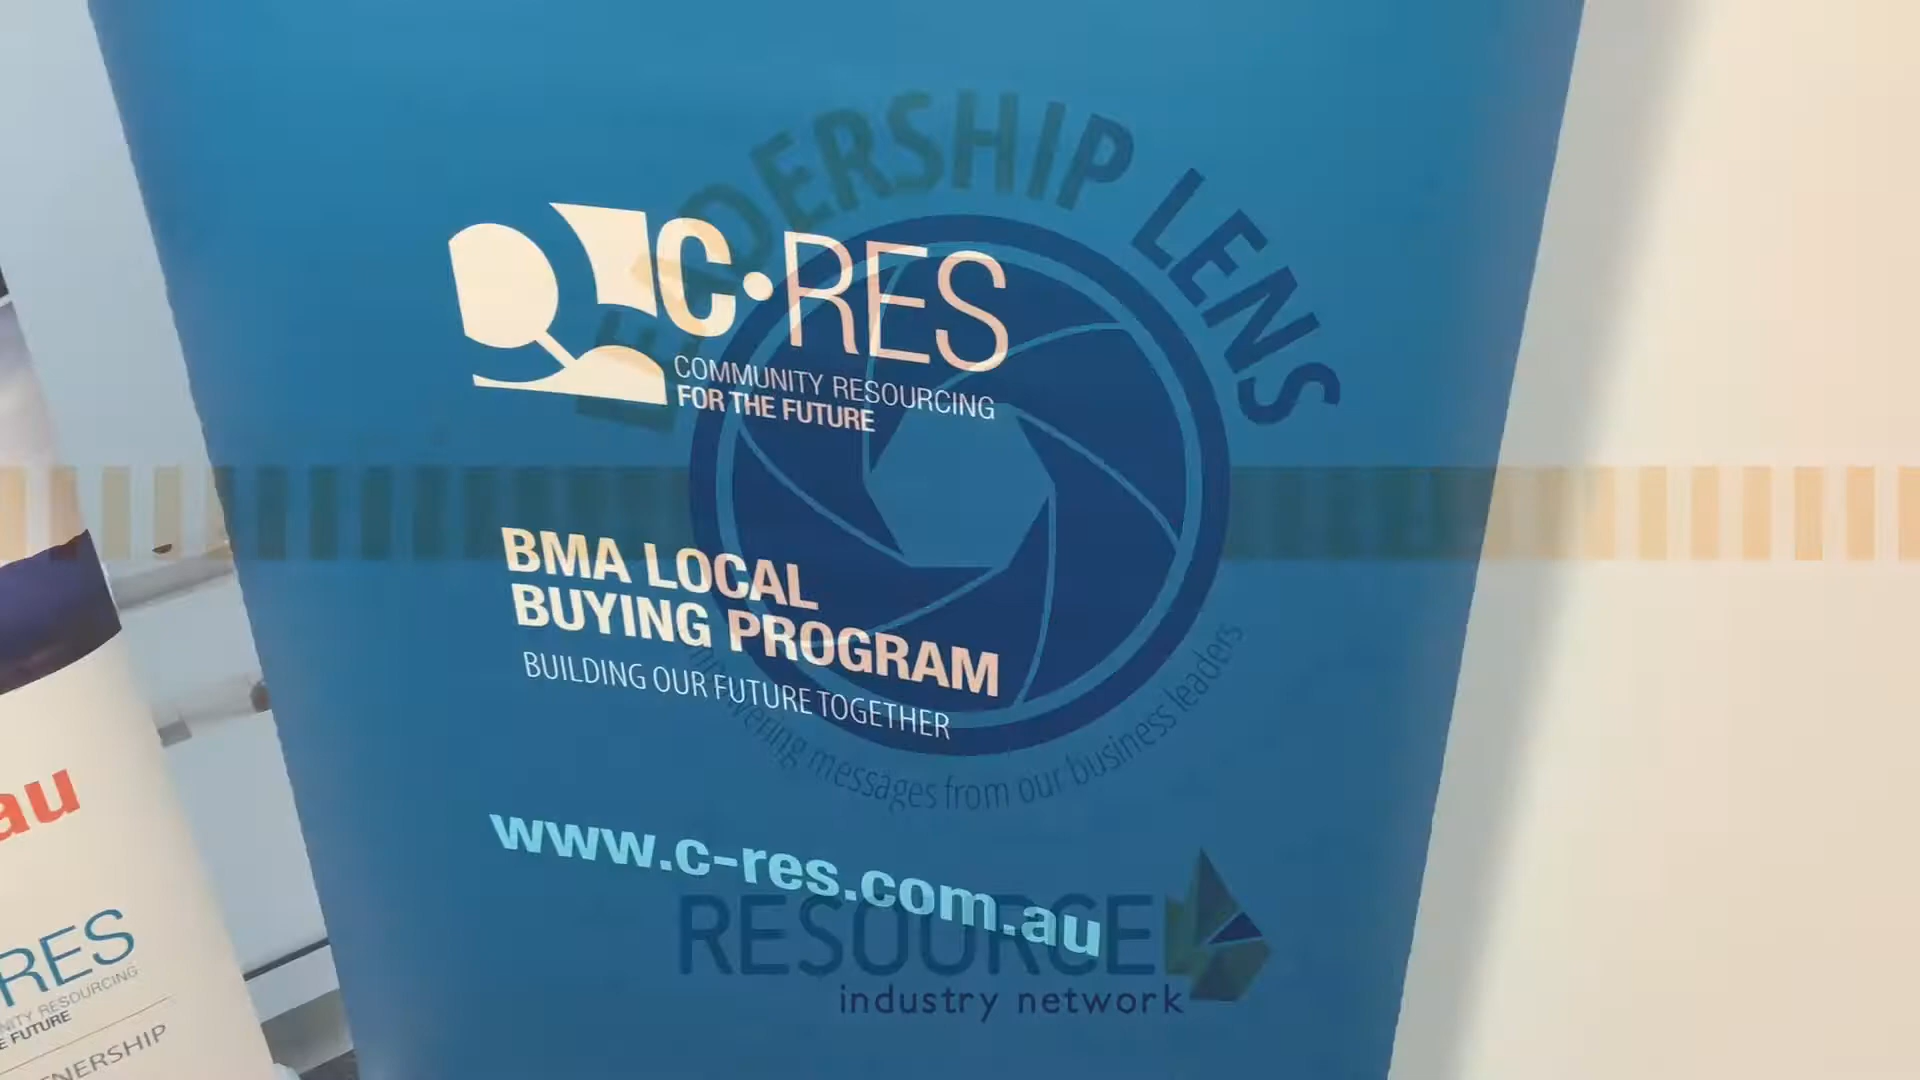 LEADERSHIP LENS
C·RES
COMMUNITY RESOURCING
FOR THE FUTURE
BMA LOCAL
BUYING PROGRAM
BUILDING OUR FUTURE TOGETHER
messages from our business leaders
www.c-res.com.au
RESOURCE
industry network
au
RES
RESOURCING
FUTURE